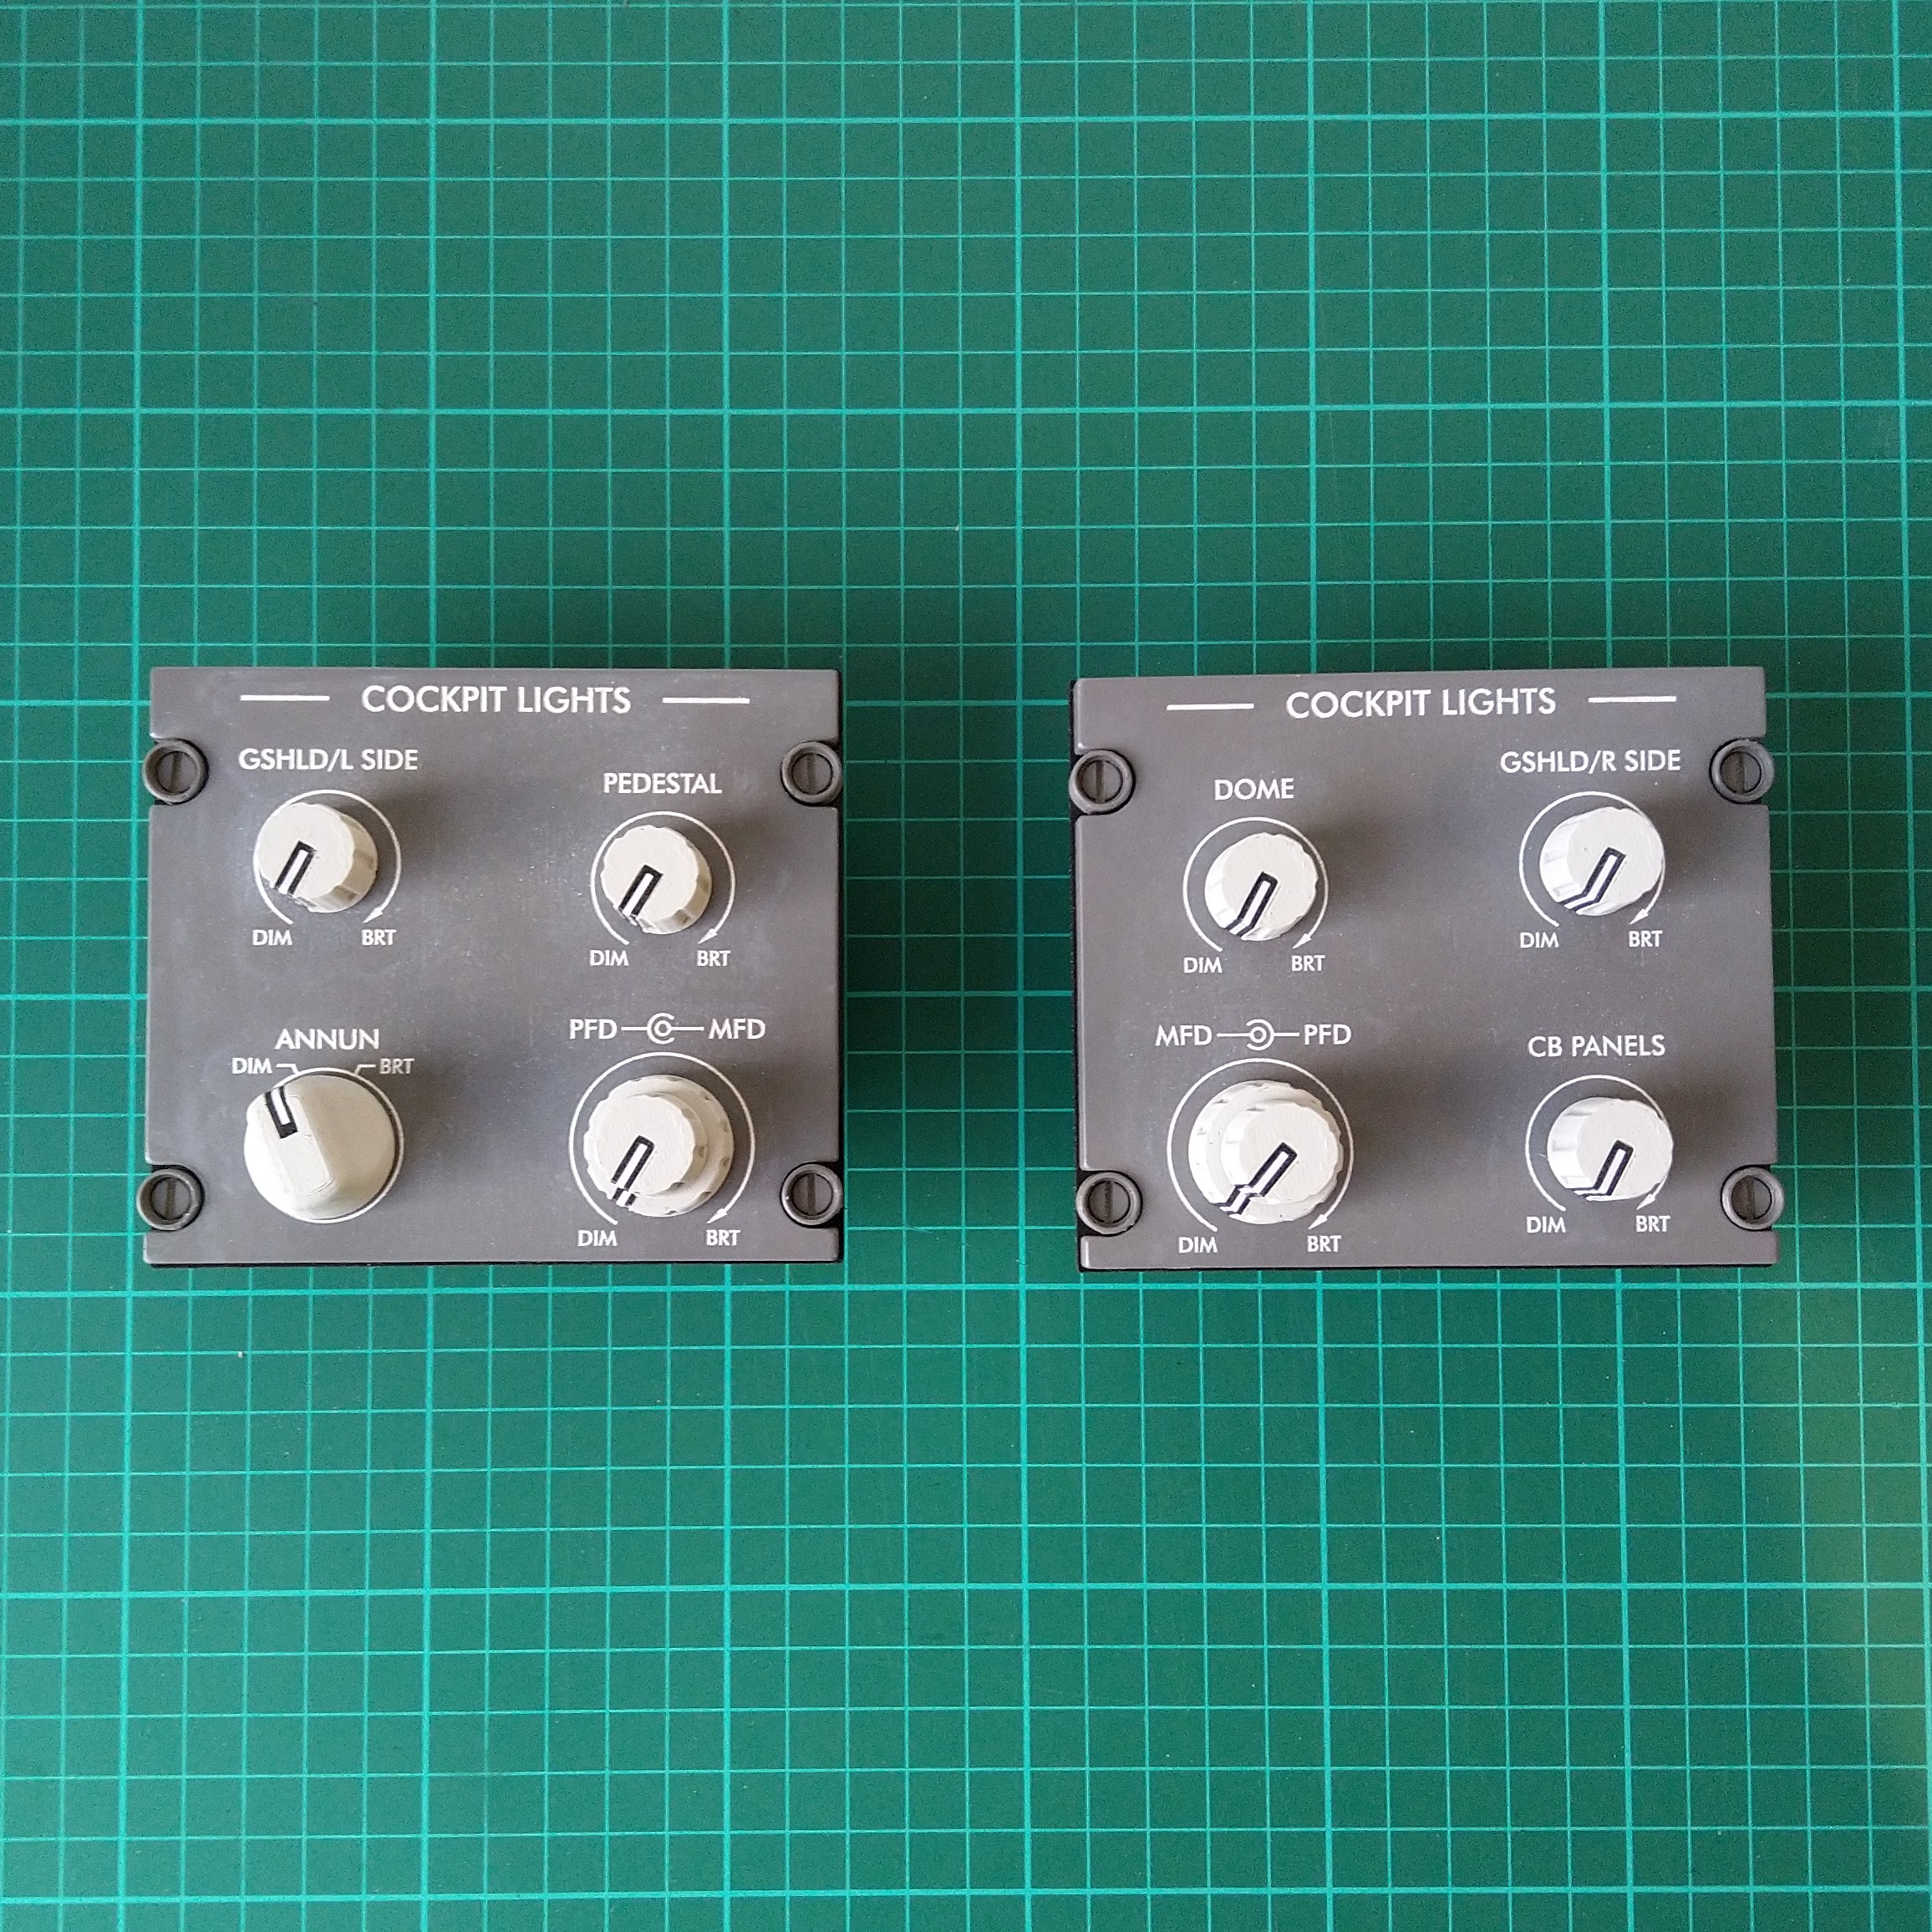 COCKPIT LIGHTS
GSHLD/L SIDE
PEDESTAL
DIM BRT
DIM BRT
ANNUN
DIM BRT
PFD MFD
DIM BRT
COCKPIT LIGHTS
DOME
GSHLD/R SIDE
DIM BRT
DIM BRT
MFD PFD
CB PANELS
DIM BRT
DIM BRT